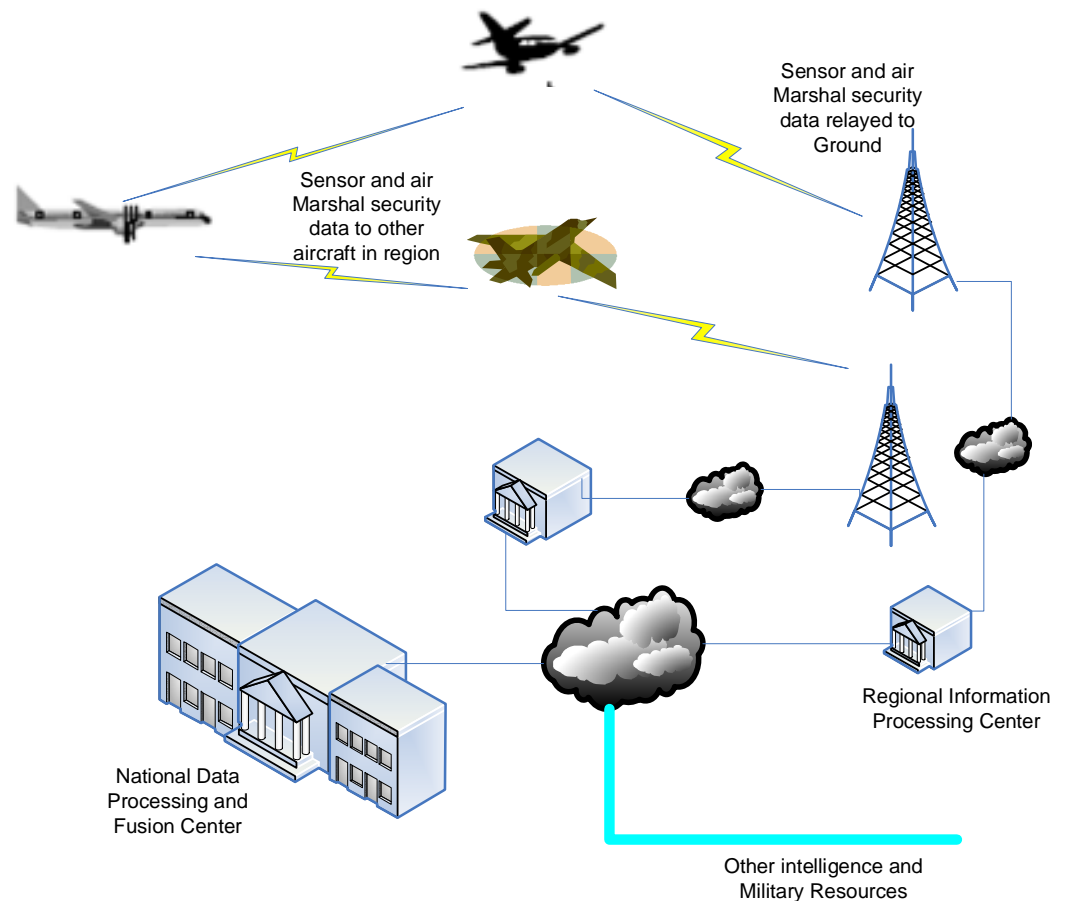 Sensor and air
Marshal security
data relayed to
Ground
Sensor and air
Marshal security
data to other
aircraft in region
Regional Information
Processing Center
National Data
Processing and
Fusion Center
Other intelligence and
Military Resources